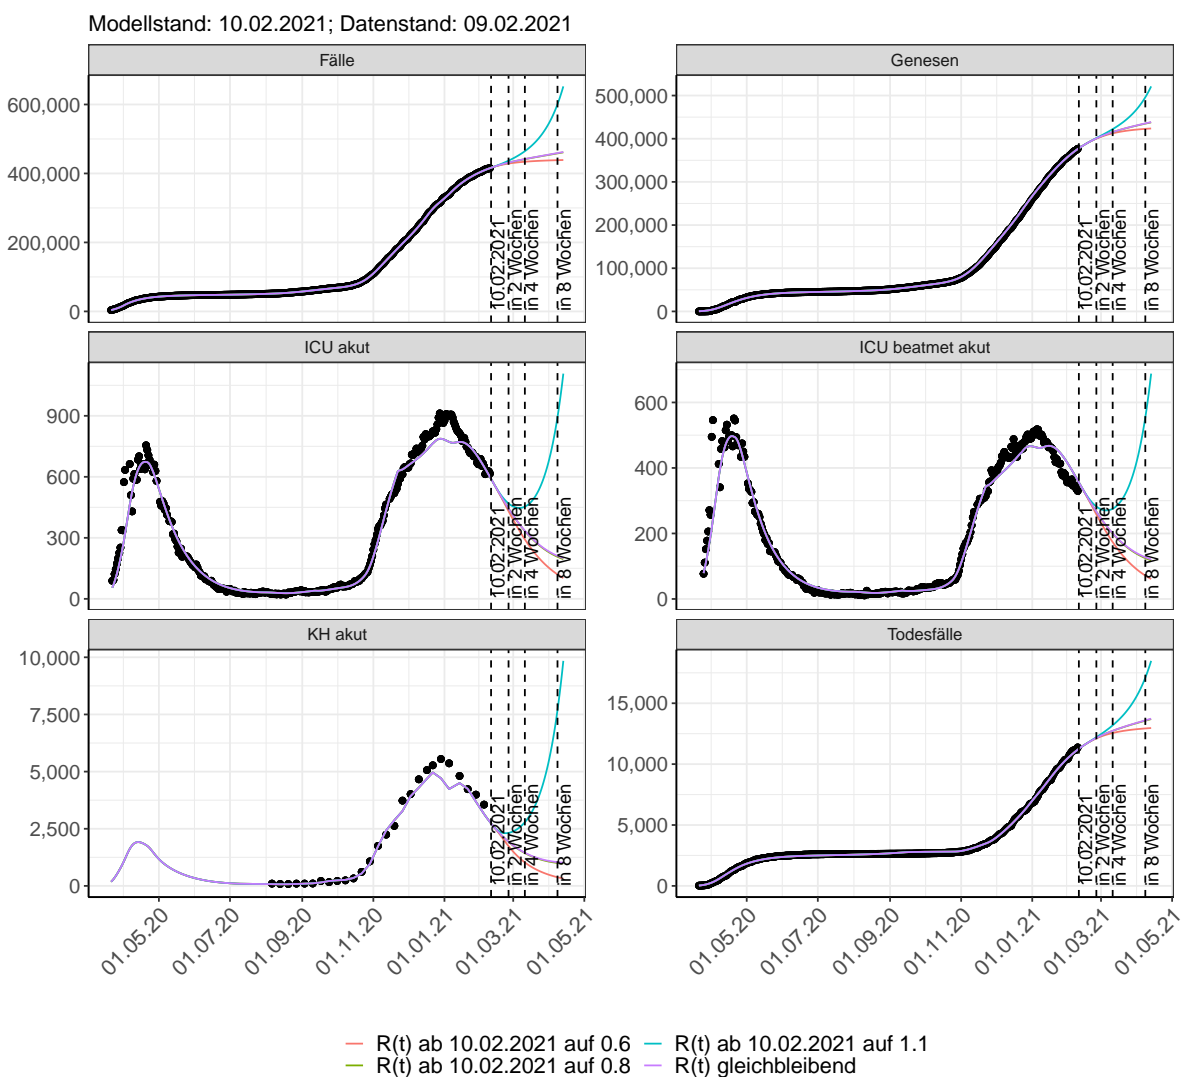 Modellstand: 10.02.2021; Datenstand: 09.02.2021
Fälle
Genesen
600,000
400,000
200,000
0
10.02.2021
in 2 Wochen
in 4 Wochen
in 8 Wochen
500,000
400,000
300,000
200,000
100,000
0
10.02.2021
in 2 Wochen
in 4 Wochen
in 8 Wochen
ICU akut
ICU beatmet akut
900
600
300
0
10.02.2021
in 2 Wochen
in 4 Wochen
in 8 Wochen
600
400
200
0
10.02.2021
in 2 Wochen
in 4 Wochen
in 8 Wochen
KH akut
Todesfälle
10,000
7,500
5,000
2,500
0
10.02.2021
in 2 Wochen
in 4 Wochen
in 8 Wochen
15,000
10,000
5,000
0
10.02.2021
in 2 Wochen
in 4 Wochen
in 8 Wochen
01.05.20
01.07.20
01.09.20
01.11.20
01.01.21
01.03.21
01.05.21
01.05.20
01.07.20
01.09.20
01.11.20
01.01.21
01.03.21
01.05.21
R(t) ab 10.02.2021 auf 0.6
R(t) ab 10.02.2021 auf 1.1
R(t) ab 10.02.2021 auf 0.8
R(t) gleichbleibend